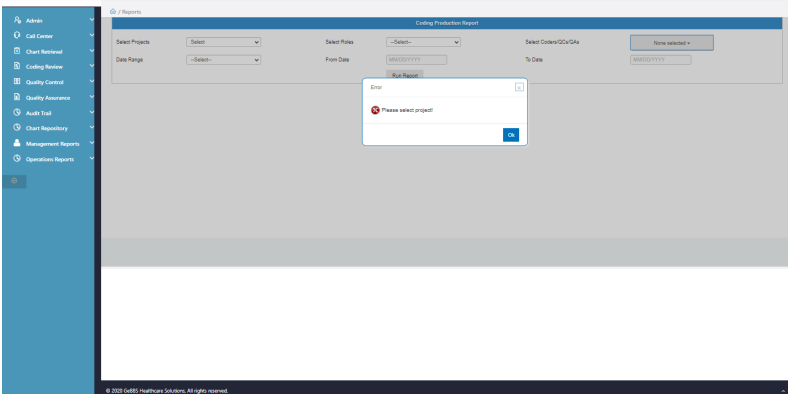 / Reports
Coding Production Report
Admin
Call Center
Chart Retrieval
Coding Review
Quality Control
Quality Assurance
Audit Trail
Chart Repository
Management Reports
Operations Reports
Select Projects Select Select Roles --Select-- Select Coders/QCs/QAs None selected
Date Range --Select-- From Date MM/DD/YYYY To Date MM/DD/YYYY
Run Report
Error x
Please select project!
Ok
© 2020 GeBBS Healthcare Solutions, All rights reserved.